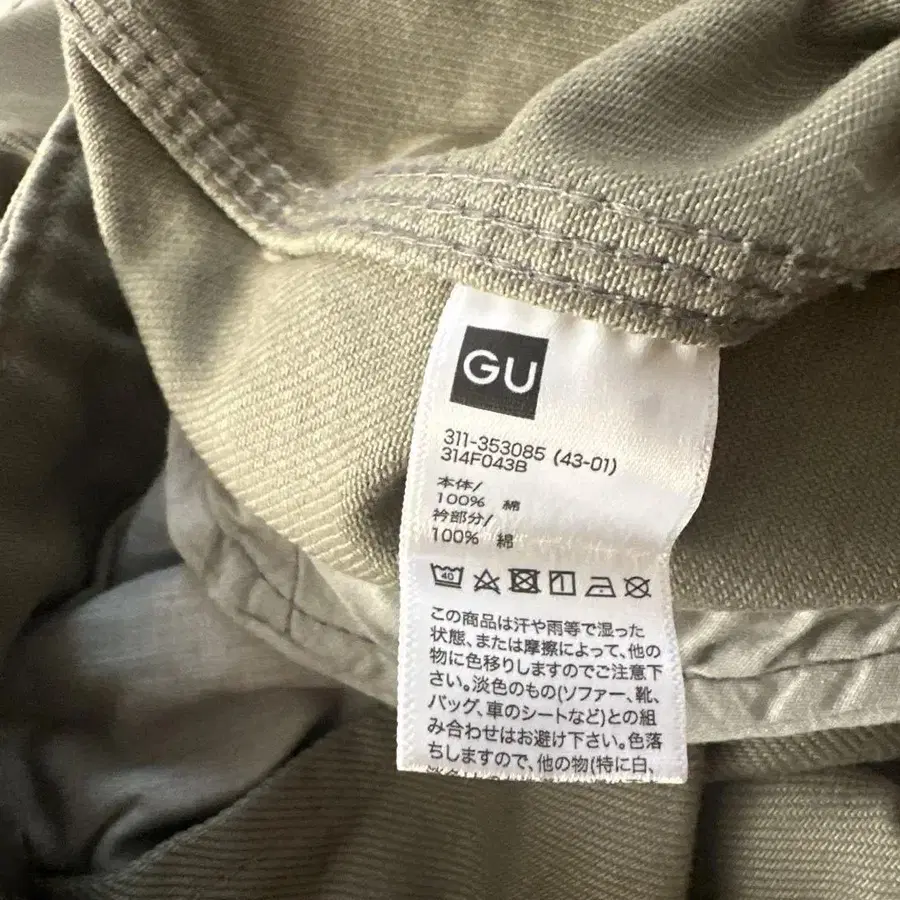 GU
311-353085 (43-01)
314F043B
本体/
100% 綿
衿部分/
100% 綿
40
この商品は汗や雨等で湿った
状態、または摩擦によって、他の
物に色移りしますのでご注意下
さい。淡色のもの(ソファー、靴、
バッグ、車のシートなど)との組
み合わせはお避け下さい。色落
ちしますので、他の物(特に白、